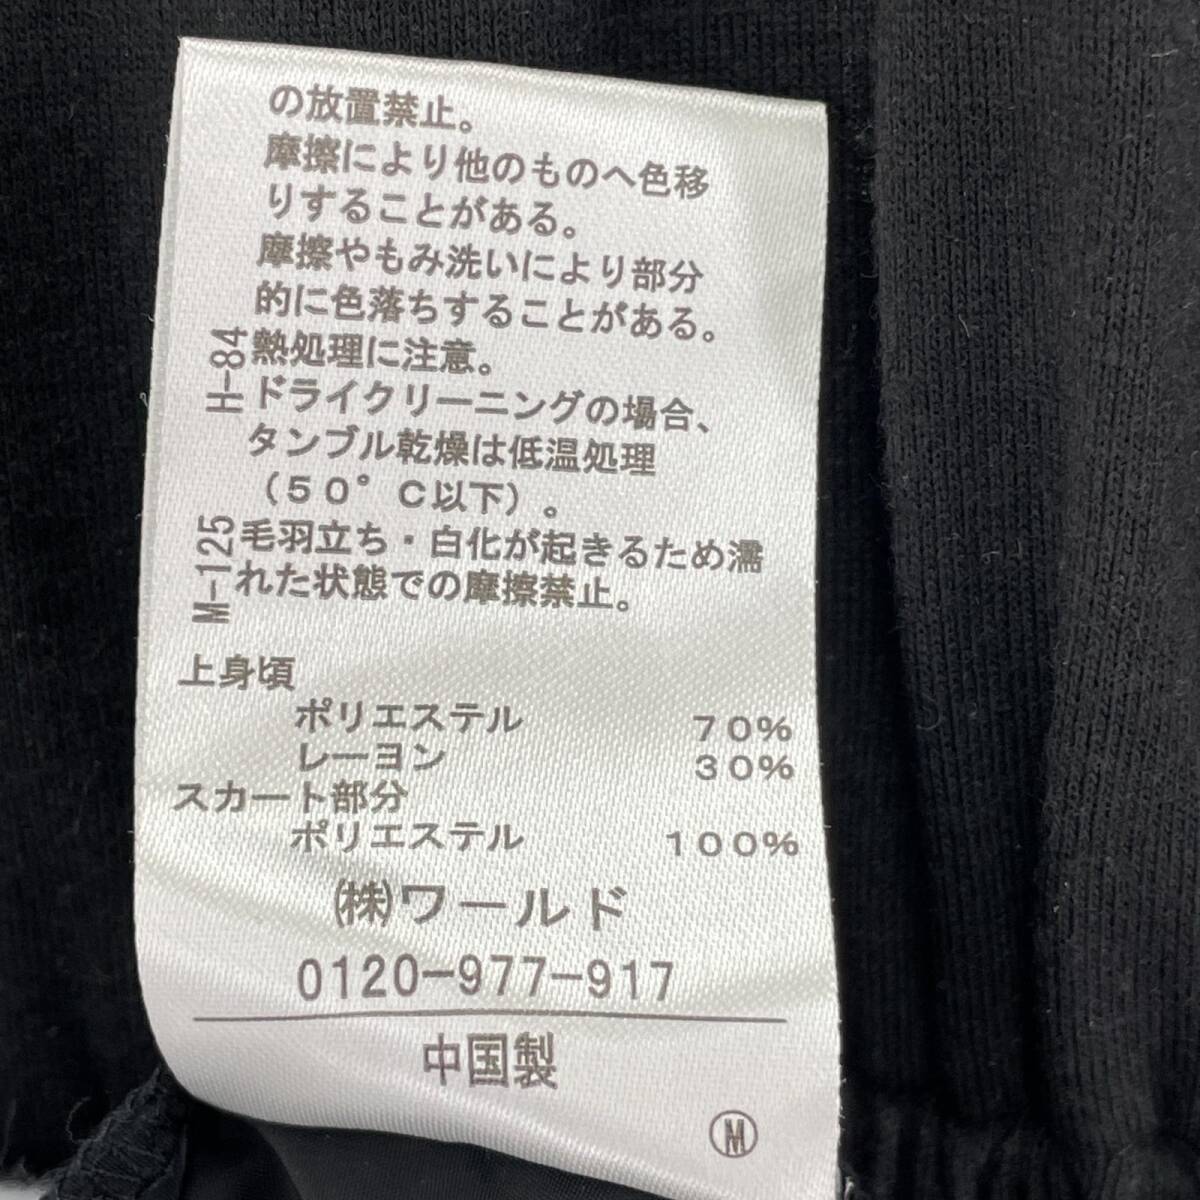 の放置禁止。
摩擦により他のものへ色移
りすることがある。
摩擦やもみ洗いにより部分
的に色落ちすることがある。
熱処理に注意。
ドライクリーニングの場合、
タンブル乾燥は低温処理
（５０°Ｃ以下）。
毛羽立ち・白化が起きるため濡
れた状態での摩擦禁止。
H-84
M-125
上身頃
ポリエステル 70%
レーヨン 30%
スカート部分
ポリエステル 100%
㈱ワールド
0120-977-917
中国製
Ⓜ